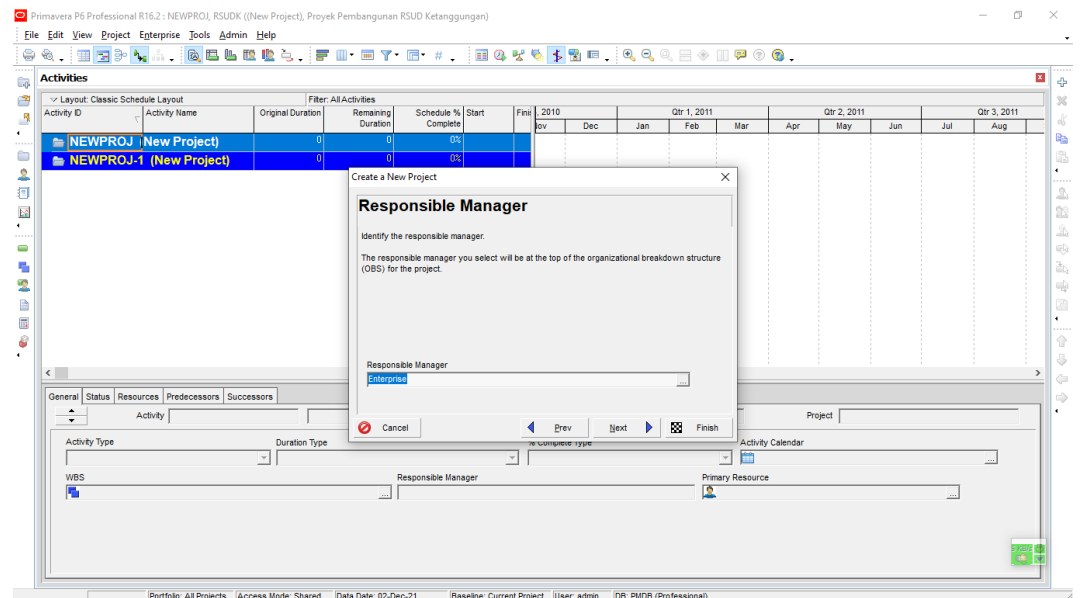 Primavera P6 Professional R16.2 : NEWPROJ, RSUDK ((New Project), Proyek Pembangunan RSUD Ketanggungan)
File Edit View Project Enterprise Tools Admin Help
Activities
Layout: Classic Schedule Layout Filter: All Activities
Activity ID Activity Name Original Duration Remaining Duration Schedule % Complete Start Fini
, 2010 Qtr 1, 2011 Qtr 2, 2011 Qtr 3, 2011
lov Dec Jan Feb Mar Apr May Jun Jul Aug
NEWPROJ New Project) 0 0 0%
NEWPROJ-1 (New Project) 0 0 0%
Create a New Project
Responsible Manager
Identify the responsible manager.
The responsible manager you select will be at the top of the organizational breakdown structure
(OBS) for the project.
Responsible Manager
Enterprise
...
Cancel Prev Next Finish
General Status Resources Predecessors Successors
Activity Project
Activity Type Duration Type % Complete Type Activity Calendar
WBS Responsible Manager Primary Resource
Portfolio: All Projects Access Mode: Shared Data Date: 02-Dec-21 Baseline: Current Project User: admin DB: PMDB (Professional)